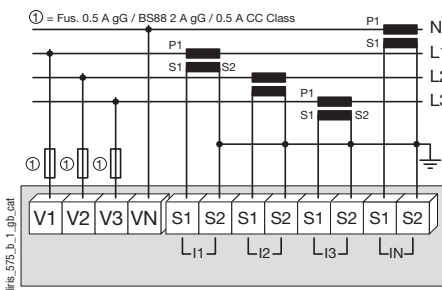 ① = Fus. 0.5 A gG / BS88 2 A gG / 0.5 A CC Class
P1 N
S1
P1 L1
S1 S2
L2
P1 L3
S1 S2
① ① ①
V1 V2 V3 VN S1 S2 S1 S2 S1 S2 S1 S2
I1 I2 I3 IN
iris_575_b_1_gb_cat